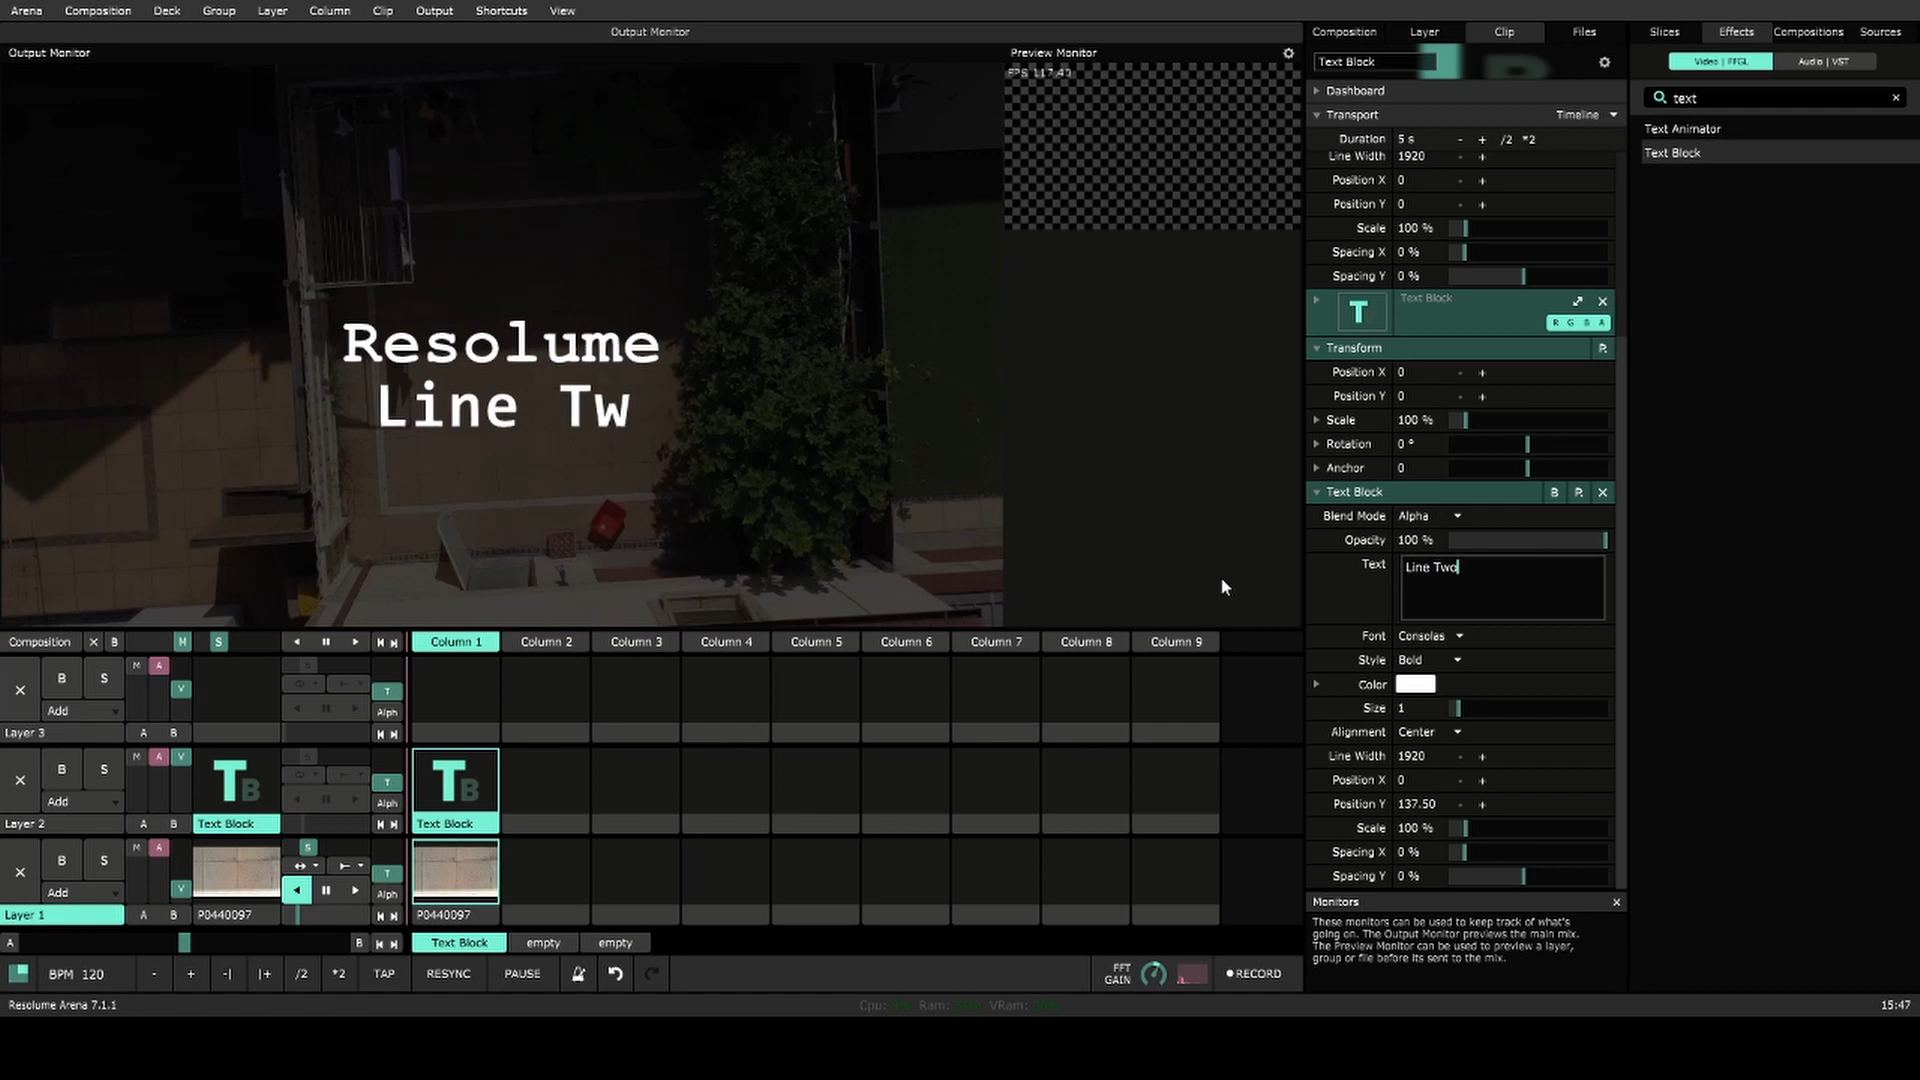 Arena Composition Deck Group Layer Column Clip Output Shortcuts View
Output Monitor
Output Monitor
Preview Monitor
FPS 117.40
Resolume
Line Tw
Composition Layer Clip Files
Text Block
Dashboard
Transport Timeline
Duration 5 s - + /2 *2
Line Width 1920 - +
Position X 0 - +
Position Y 0 - +
Scale 100 %
Spacing X 0 %
Spacing Y 0 %
T Text Block
R G B A
Transform P.
Position X 0 - +
Position Y 0 - +
Scale 100 %
Rotation 0 °
Anchor 0
Text Block B P. X
Blend Mode Alpha
Opacity 100 %
Text Line Two
Font Consolas
Style Bold
Color
Size 1
Alignment Center
Line Width 1920 - +
Position X 0 - +
Position Y 137.50 - +
Scale 100 %
Spacing X 0 %
Spacing Y 0 %
Monitors
These monitors can be used to keep track of what's
going on. The Output Monitor previews the main mix.
The Preview Monitor can be used to preview a layer,
group or file before its sent to the mix.
Slices Effects Compositions Sources
Video | FFGL Audio | VST
text
Text Animator
Text Block
Composition X B M S Column 1 Column 2 Column 3 Column 4 Column 5 Column 6 Column 7 Column 8 Column 9
X B S M A V S T
Add Alph
Layer 3 A B
X B S M A V TB S T TB
Add Alph
Layer 2 A B Text Block Text Block
X B S M A V S T
Add Alph
Layer 1 A B P0440097 P0440097
A B Text Block empty empty
BPM 120 - + -| |+ /2 *2 TAP RESYNC PAUSE FFT GAIN RECORD
Resolume Arena 7.1.1 Cpu: Ram: VRam: 15:47